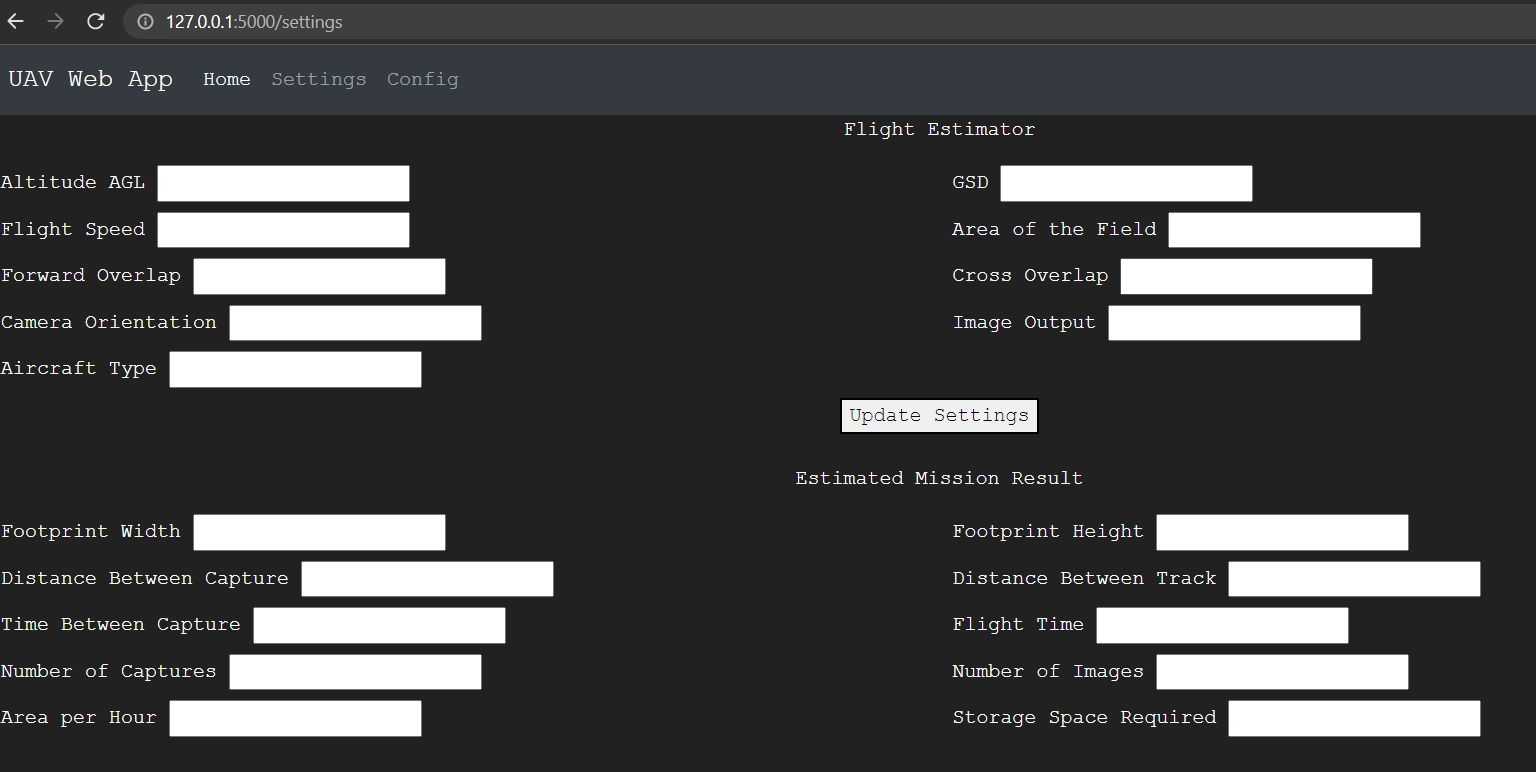 127.0.0.1:5000/settings
UAV Web App Home Settings Config
Flight Estimator
Altitude AGL GSD
Flight Speed Area of the Field
Forward Overlap Cross Overlap
Camera Orientation Image Output
Aircraft Type
Update Settings
Estimated Mission Result
Footprint Width Footprint Height
Distance Between Capture Distance Between Track
Time Between Capture Flight Time
Number of Captures Number of Images
Area per Hour Storage Space Required